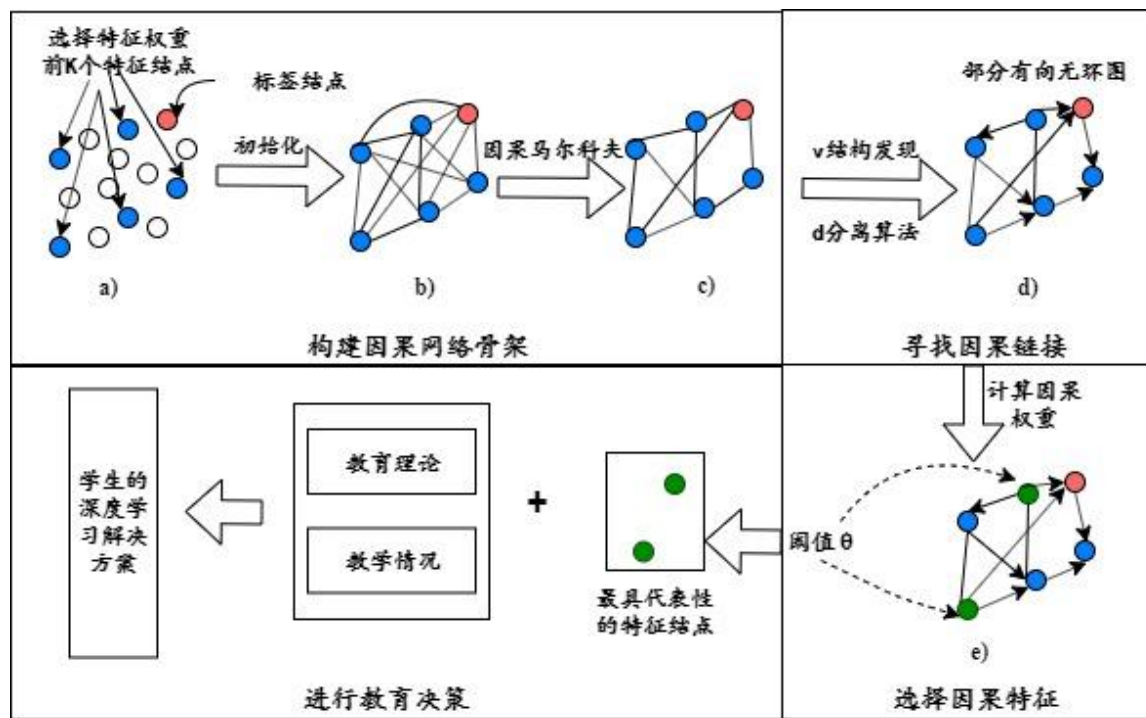 选择特征权重
前K个特征结点
标签结点
初始化
因果马尔科夫
a)
b)
c)
构建因果网络骨架
部分有向无环图
v结构发现
d分离算法
d)
寻找因果链接
计算因果
权重
阈值θ
e)
选择因果特征
最具代表性
的特征结点
+
教育理论
教学情况
学生的
深度学
习解决
方案
进行教育决策